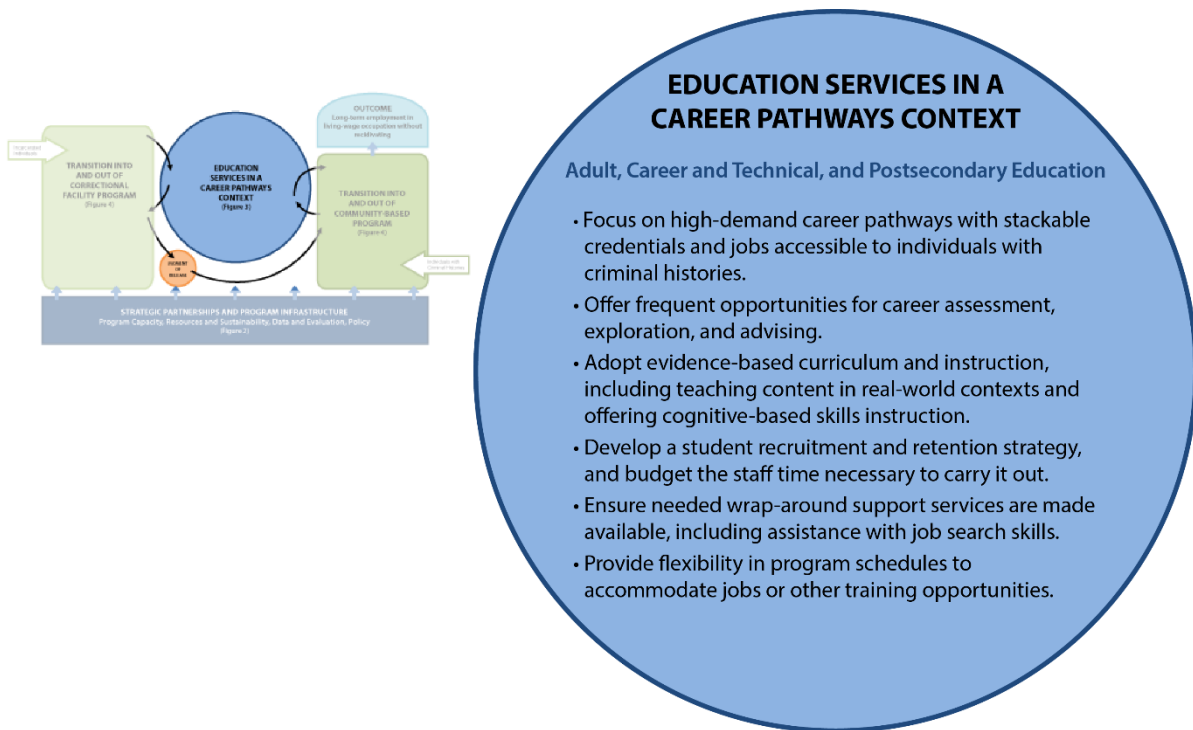 OUTCOME
Long-term employment in
living-wage occupation without
recidivating
TRANSITION INTO
AND OUT OF
CORRECTIONAL
FACILITY PROGRAM
(Figure 4)
EDUCATION
SERVICES IN A
CAREER PATHWAYS
CONTEXT
(Figure 3)
TRANSITION INTO
AND OUT OF
COMMUNITY-BASED
PROGRAM
(Figure 4)
MOMENT
OF
RELEASE
STRATEGIC PARTNERSHIPS AND PROGRAM INFRASTRUCTURE
Program Capacity, Resources and Sustainability, Data and Evaluation, Policy
(Figure 2)
EDUCATION SERVICES IN A
CAREER PATHWAYS CONTEXT
Adult, Career and Technical, and Postsecondary Education
• Focus on high-demand career pathways with stackable
credentials and jobs accessible to individuals with
criminal histories.
• Offer frequent opportunities for career assessment,
exploration, and advising.
• Adopt evidence-based curriculum and instruction,
including teaching content in real-world contexts and
offering cognitive-based skills instruction.
• Develop a student recruitment and retention strategy,
and budget the staff time necessary to carry it out.
• Ensure needed wrap-around support services are made
available, including assistance with job search skills.
• Provide flexibility in program schedules to
accommodate jobs or other training opportunities.